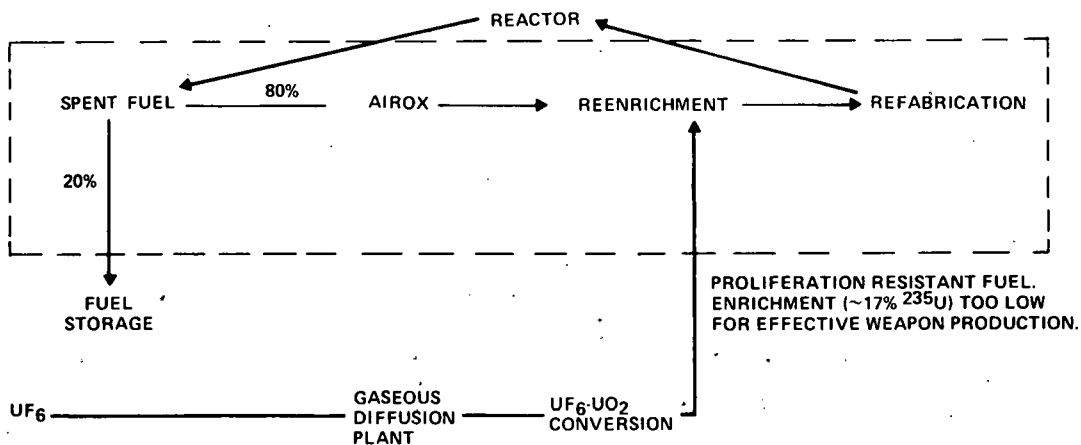 REACTOR
SPENT FUEL
80%
AIROX
REENRICHMENT
REFABRICATION
20%
FUEL
STORAGE
PROLIFERATION RESISTANT FUEL.
ENRICHMENT (~17% ²³⁵U) TOO LOW
FOR EFFECTIVE WEAPON PRODUCTION.
UF₆
GASEOUS
DIFFUSION
PLANT
UF₆-UO₂
CONVERSION